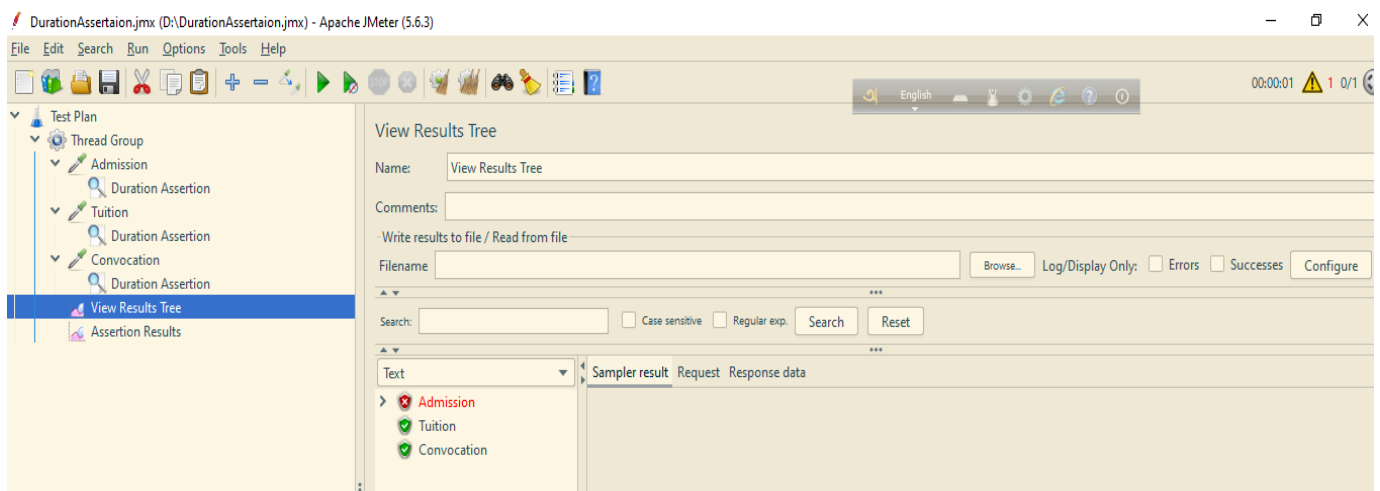 DurationAssertaion.jmx (D:\DurationAssertaion.jmx) - Apache JMeter (5.6.3)
File Edit Search Run Options Tools Help
STOP
English
00:00:01 1 0/1
Test Plan
Thread Group
Admission
Duration Assertion
Tuition
Duration Assertion
Convocation
Duration Assertion
View Results Tree
Assertion Results
View Results Tree
Name: View Results Tree
Comments:
Write results to file / Read from file
Filename Browse... Log/Display Only: Errors Successes Configure
Search: Case sensitive Regular exp. Search Reset
Text
Sampler result Request Response data
Admission
Tuition
Convocation